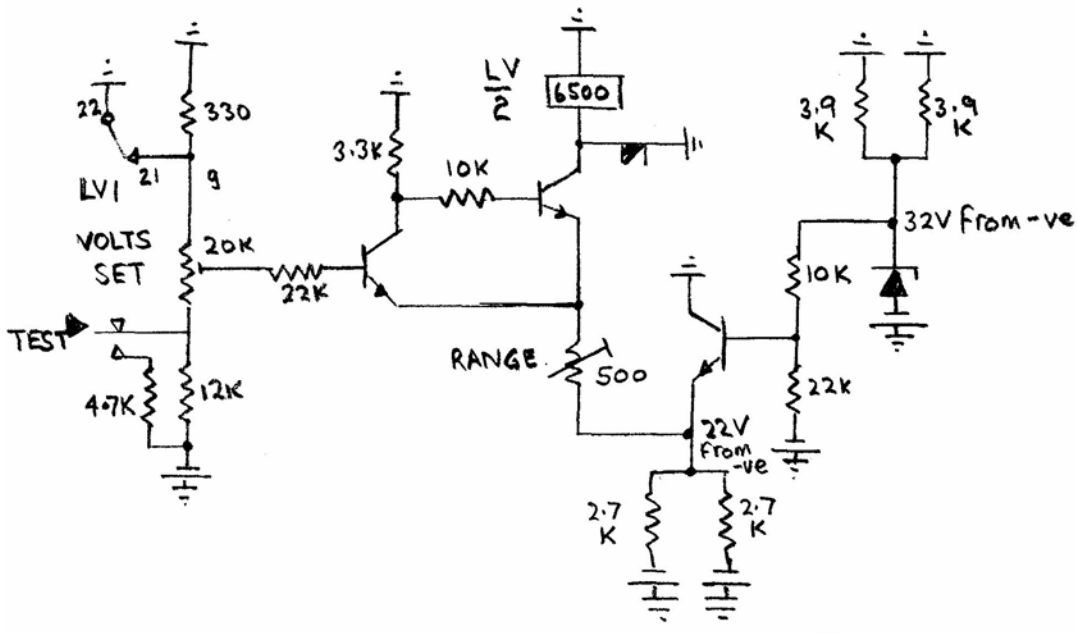 22
330
21
9
LV1
VOLTS
SET
20K
22K
TEST
4.7K
12K
3.3K
10K
LV
2
6500
RANGE
500
22V
from
-ve
2.7
K
2.7
K
3.9
K
3.9
K
32V from -ve
10K
22K